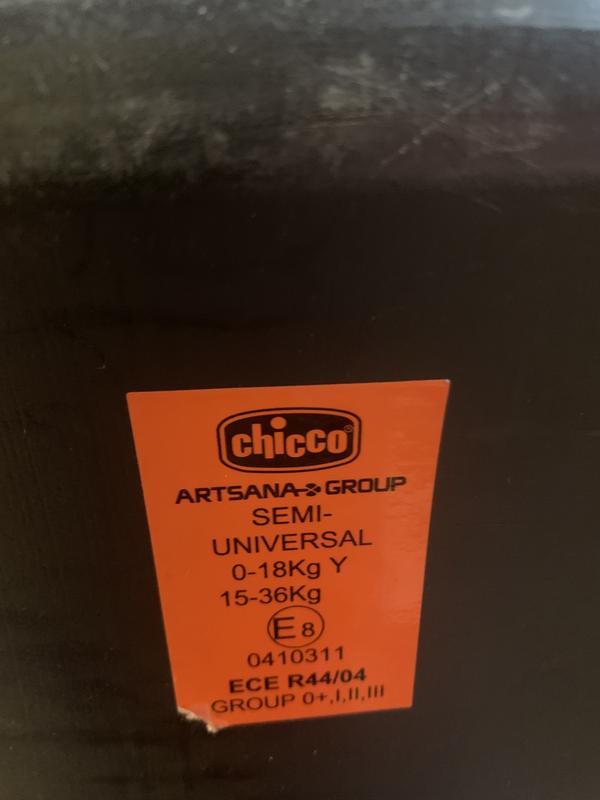 chicco
ARTSANA GROUP
SEMI-
UNIVERSAL
0-18Kg Y
15-36Kg
E8
0410311
ECE R44/04
GROUP 0+,I,II,III